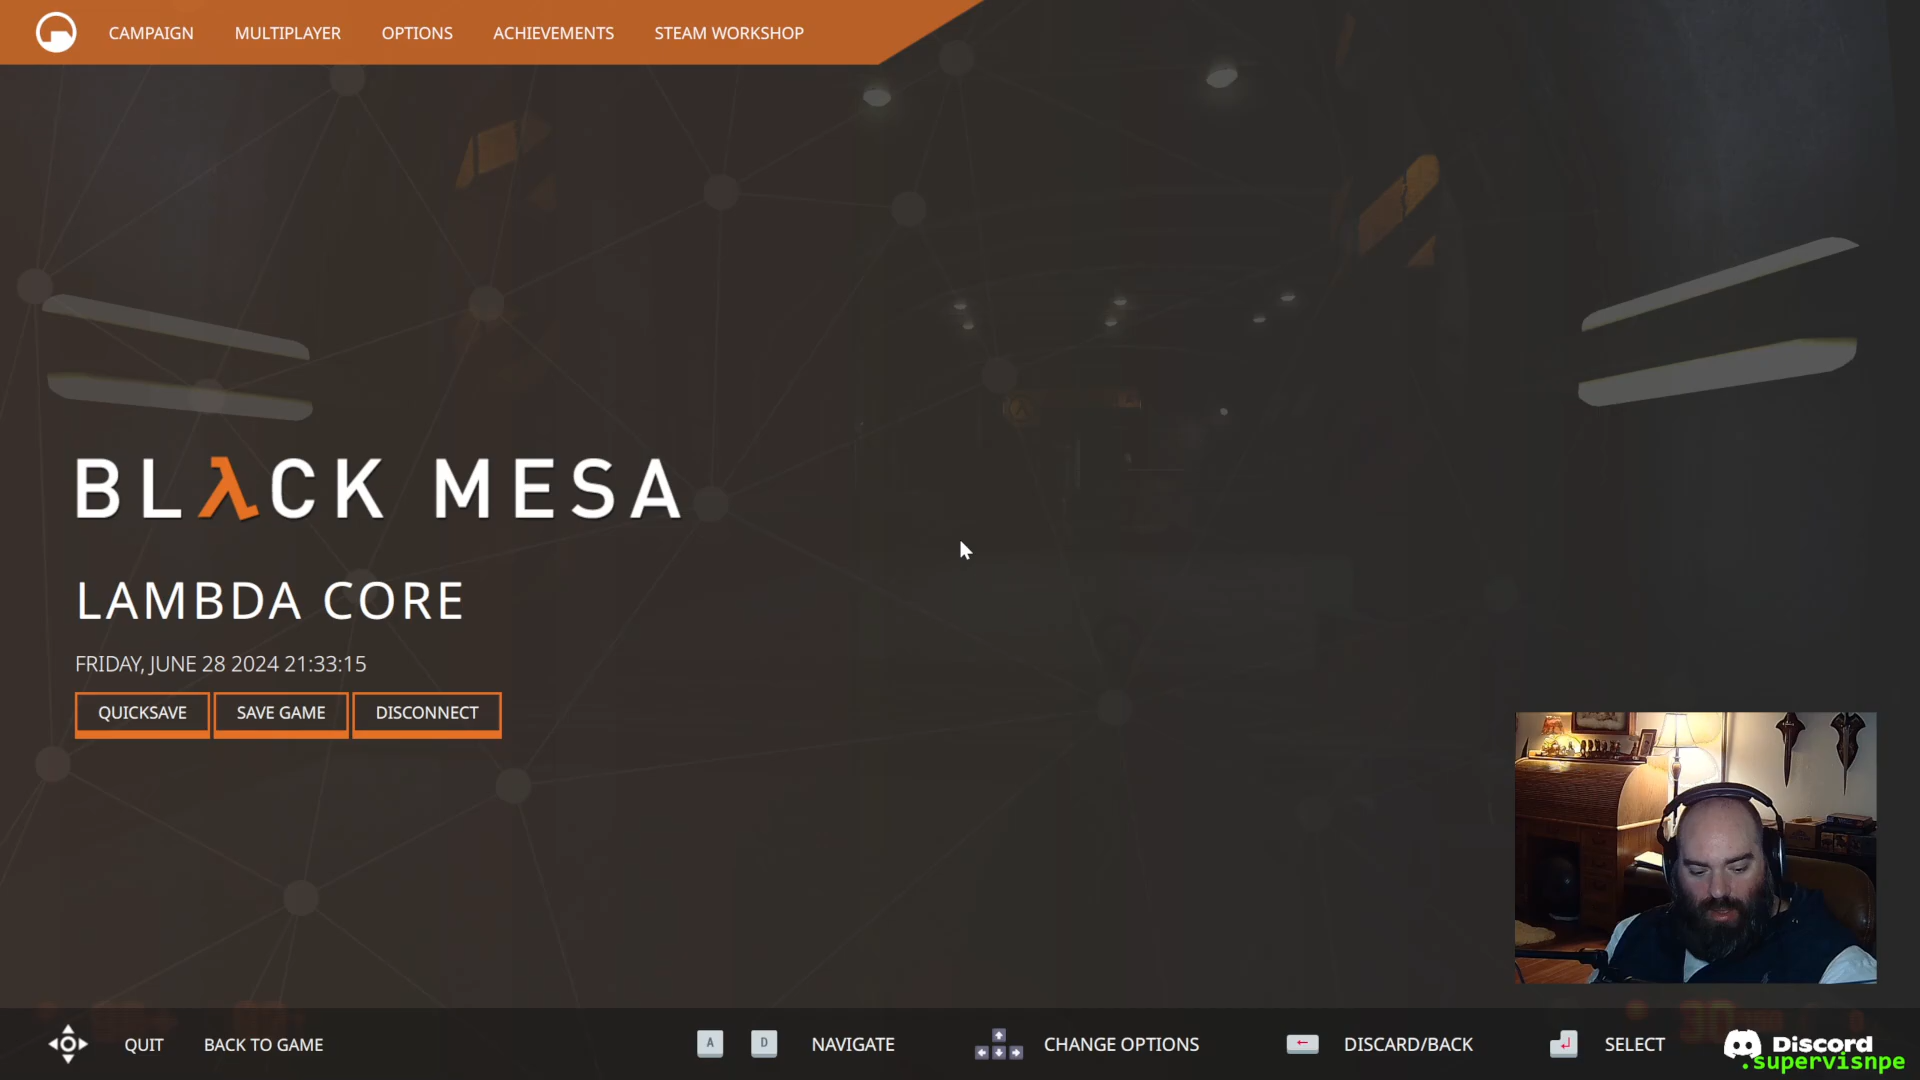 CAMPAIGN MULTIPLAYER OPTIONS ACHIEVEMENTS STEAM WORKSHOP
BLλCK MESA
LAMBDA CORE
FRIDAY, JUNE 28 2024 21:33:15
QUICKSAVE SAVE GAME DISCONNECT
QUIT BACK TO GAME A D NAVIGATE CHANGE OPTIONS DISCARD/BACK SELECT Discord
.supervisnpe